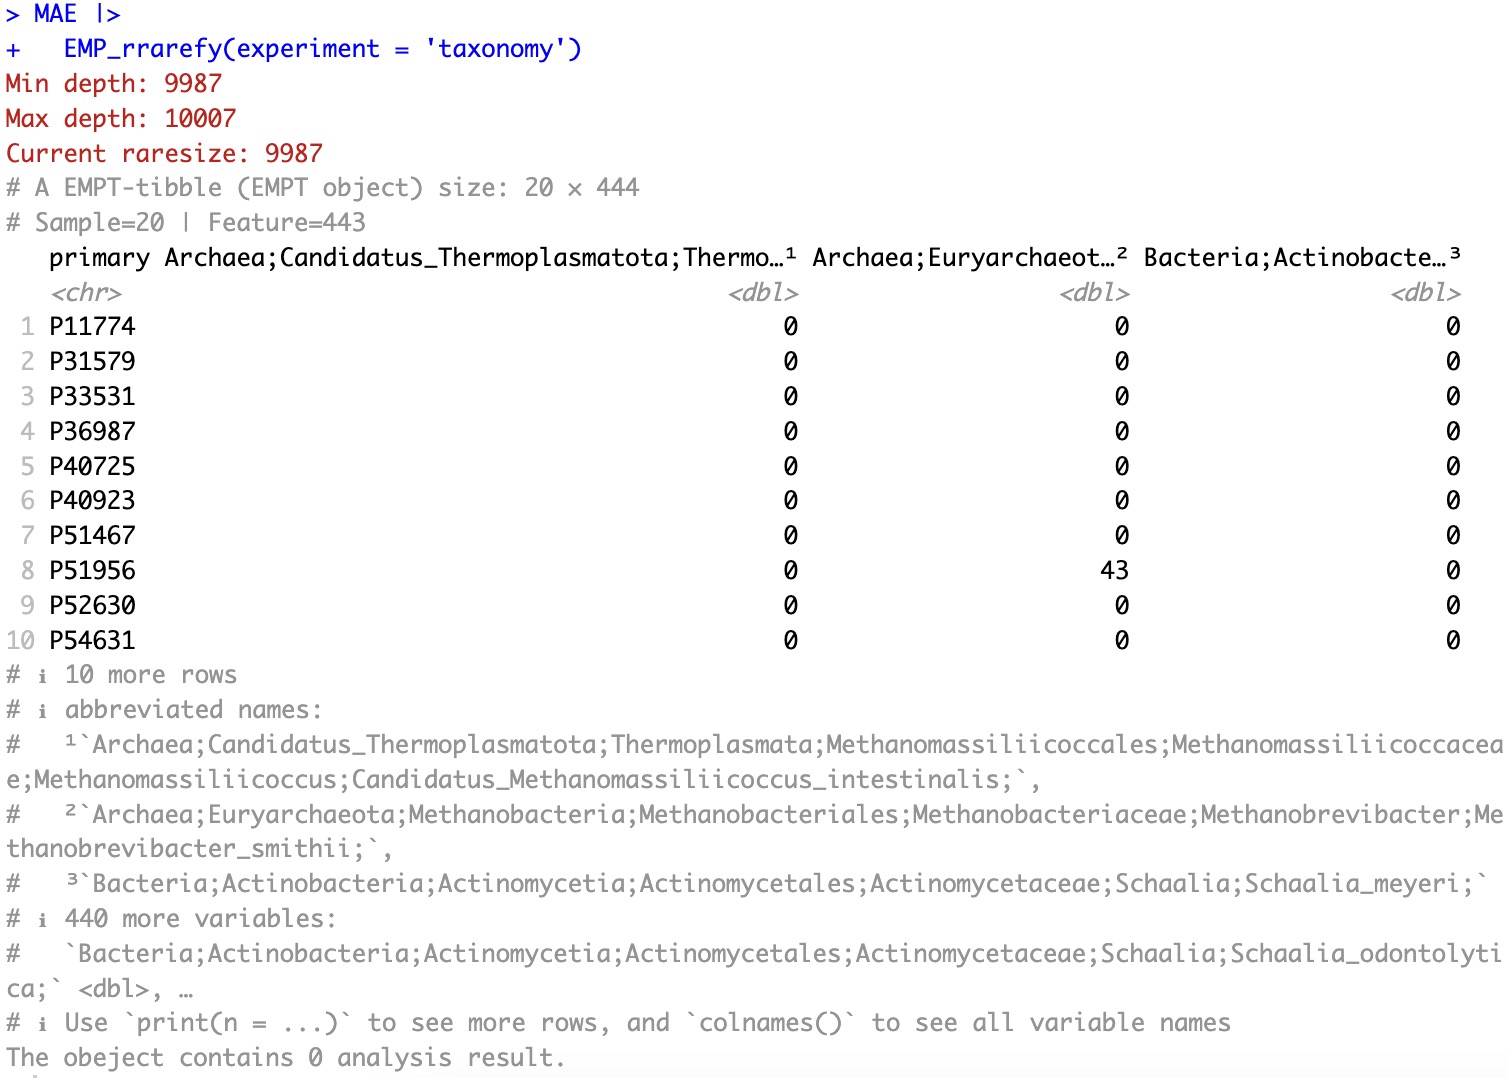 > MAE |>
+   EMP_rrarefy(experiment = 'taxonomy')
Min depth: 9987
Max depth: 10007
Current raresize: 9987
# A EMPT-tibble (EMPT object) size: 20 × 444
# Sample=20 | Feature=443
   primary Archaea;Candidatus_Thermoplasmatota;Thermo…¹ Archaea;Euryarchaeot…² Bacteria;Actinobacte…³
   <chr>                                          <dbl>                  <dbl>                  <dbl>
 1 P11774                                             0                      0                      0
 2 P31579                                             0                      0                      0
 3 P33531                                             0                      0                      0
 4 P36987                                             0                      0                      0
 5 P40725                                             0                      0                      0
 6 P40923                                             0                      0                      0
 7 P51467                                             0                      0                      0
 8 P51956                                             0                     43                      0
 9 P52630                                             0                      0                      0
10 P54631                                             0                      0                      0
# ℹ 10 more rows
# ℹ abbreviated names:
#   ¹`Archaea;Candidatus_Thermoplasmatota;Thermoplasmata;Methanomassiliicoccales;Methanomassiliicoccacea
e;Methanomassiliicoccus;Candidatus_Methanomassiliicoccus_intestinalis;`,
#   ²`Archaea;Euryarchaeota;Methanobacteria;Methanobacteriales;Methanobacteriaceae;Methanobrevibacter;Me
thanobrevibacter_smithii;`,
#   ³`Bacteria;Actinobacteria;Actinomycetia;Actinomycetales;Actinomycetaceae;Schaalia;Schaalia_meyeri;`
# ℹ 440 more variables:
#   `Bacteria;Actinobacteria;Actinomycetia;Actinomycetales;Actinomycetaceae;Schaalia;Schaalia_odontolyti
ca;` <dbl>, …
# ℹ Use `print(n = ...)` to see more rows, and `colnames()` to see all variable names
The obeject contains 0 analysis result.